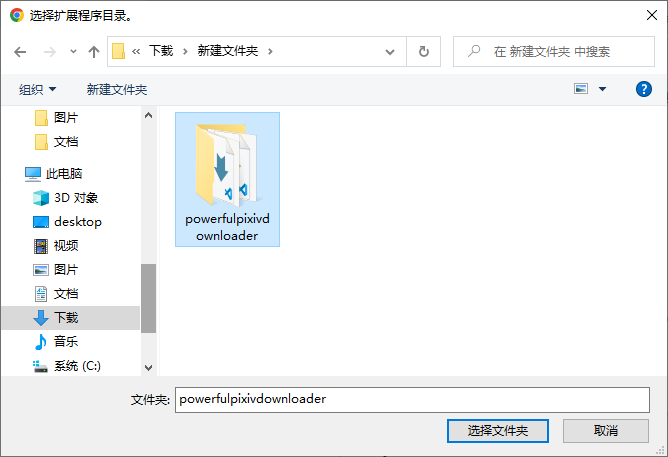 选择扩展程序目录。
« 下载 › 新建文件夹 ›
在 新建文件夹 中搜索
组织 新建文件夹
图片
文档
此电脑
3D 对象
desktop
视频
图片
文档
下载
音乐
系统 (C:)
powerfulpixivd
ownloader
文件夹: powerfulpixivdownloader
选择文件夹 取消